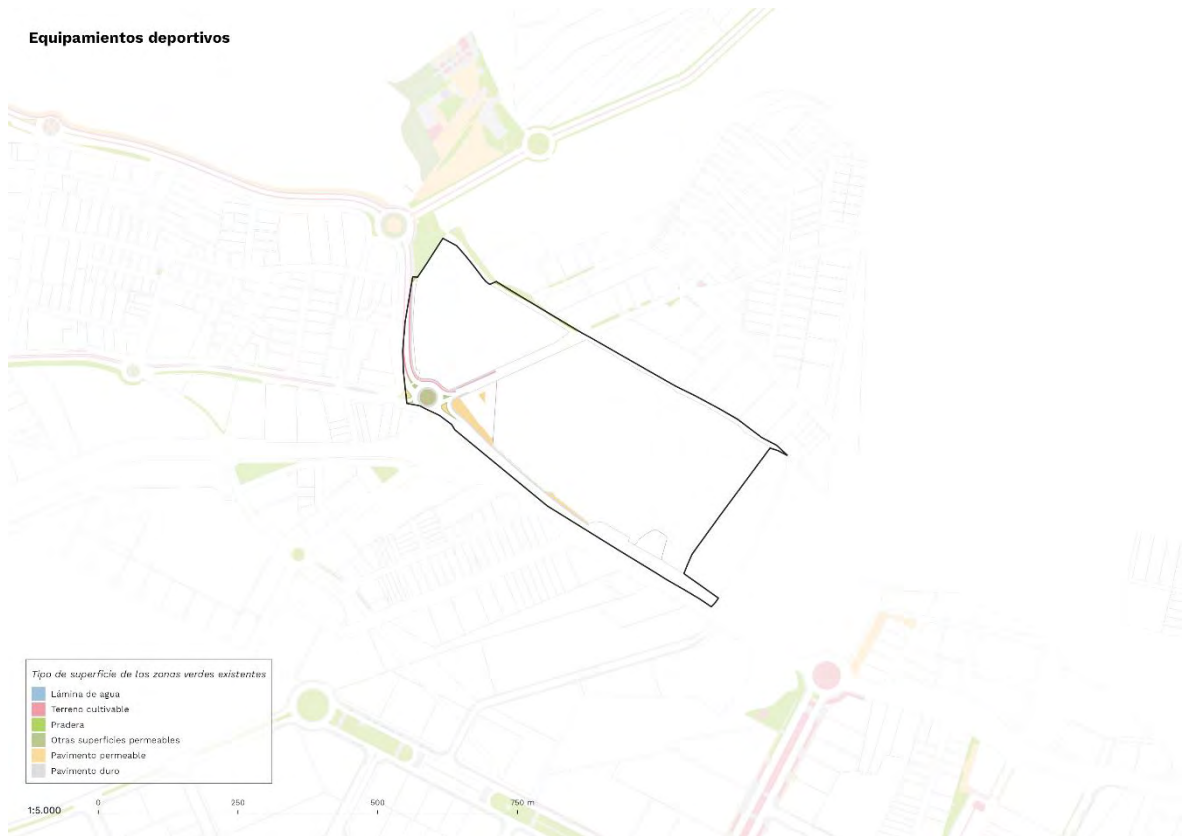 Equipamientos deportivos
Tipo de superficie de las zonas verdes existentes
Lámina de agua
Terreno cultivable
Pradera
Otras superficies permeables
Pavimento permeable
Pavimento duro
1:5.000
0 250 500 750 m